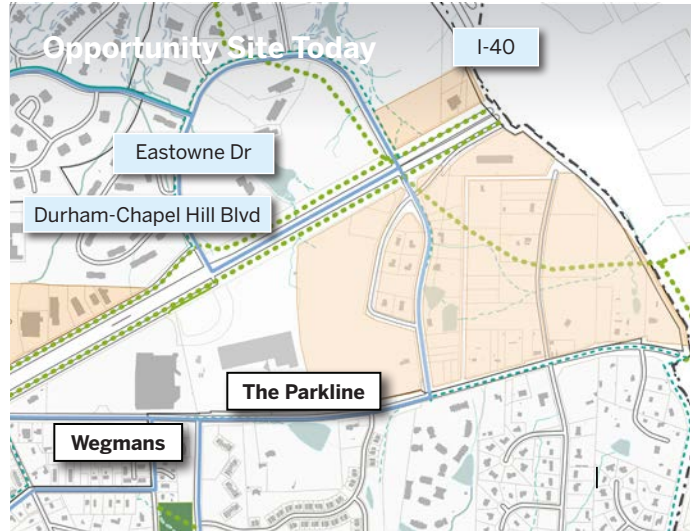 Opportunity Site Today
I-40
Eastowne Dr
Durham-Chapel Hill Blvd
The Parkline
Wegmans